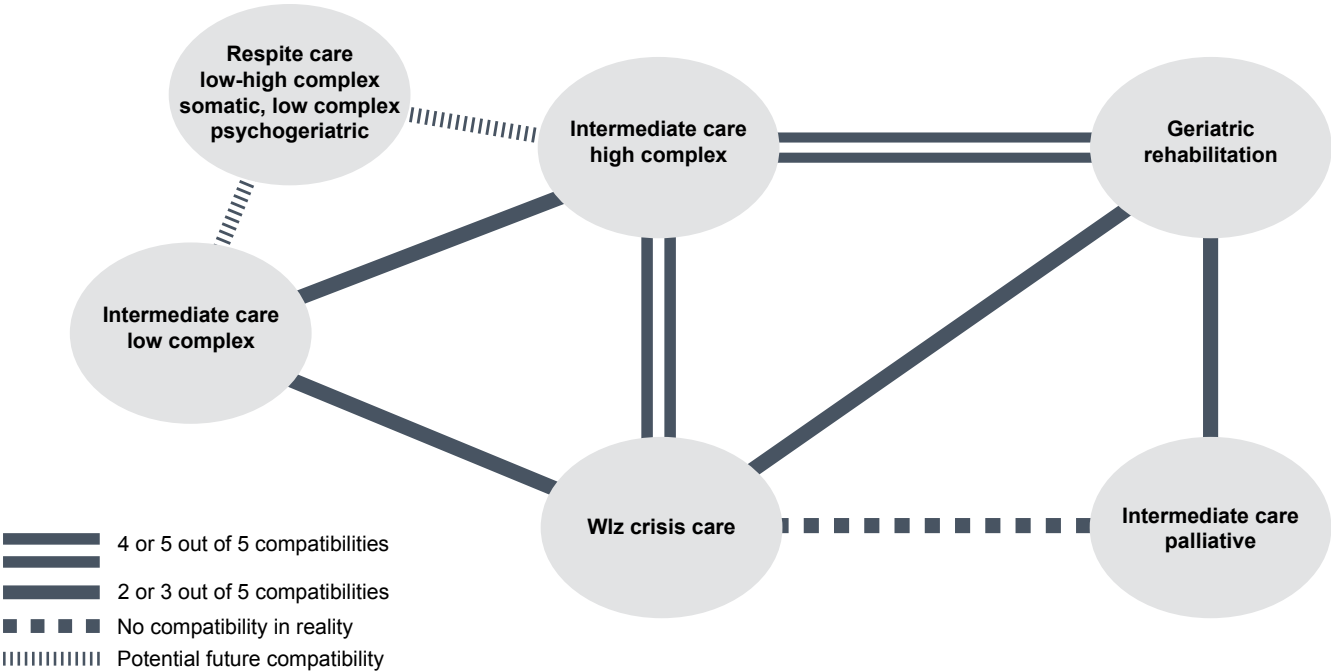 Respite care
low-high complex
somatic, low complex
psychogeriatric
Intermediate care
high complex
Geriatric
rehabilitation
Intermediate care
low complex
Wlz crisis care
Intermediate care
palliative
4 or 5 out of 5 compatibilities
2 or 3 out of 5 compatibilities
No compatibility in reality
Potential future compatibility